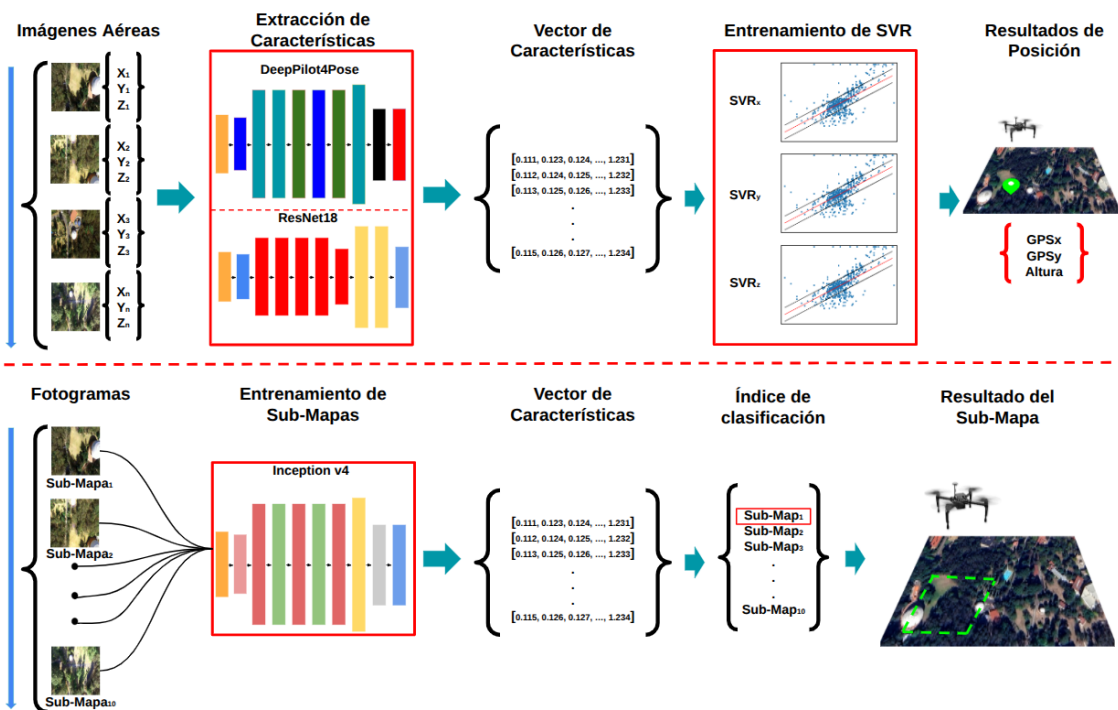 Imágenes Aéreas
X₁
Y₁
Z₁
X₂
Y₂
Z₂
X₃
Y₃
Z₃
Xₙ
Yₙ
Zₙ
Extracción de
Características
DeepPilot4Pose
ResNet18
Vector de
Características
[0.111, 0.123, 0.124, ..., 1.231]
[0.112, 0.124, 0.125, ..., 1.232]
[0.113, 0.125, 0.126, ..., 1.233]
.
.
.
[0.115, 0.126, 0.127, ..., 1.234]
Entrenamiento de SVR
SVRₓ
SVRᵧ
SVR_z
Resultados de
Posición
GPSx
GPSy
Altura
Fotogramas
Sub-Mapa₁
Sub-Mapa₂
Sub-Mapa₁₀
Entrenamiento de
Sub-Mapas
Inception v4
Vector de
Características
[0.111, 0.123, 0.124, ..., 1.231]
[0.112, 0.124, 0.125, ..., 1.232]
[0.113, 0.125, 0.126, ..., 1.233]
.
.
.
[0.115, 0.126, 0.127, ..., 1.234]
Índice de
clasificación
Sub-Map₁
Sub-Map₂
Sub-Map₃
.
.
.
Sub-Map₁₀
Resultado del
Sub-Mapa